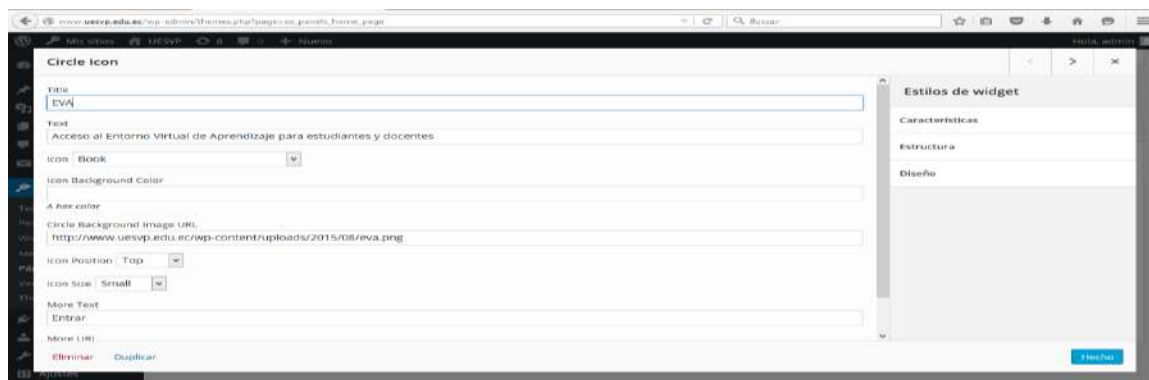 www.uesvp.edu.ec/wp-admin/themes.php?page=so_panels_home_page
Buscar
Mis sitios UESVP 8 0 Nuevo Hola, admin
Circle Icon
Title
EVA
Text
Acceso al Entorno Virtual de Aprendizaje para estudiantes y docentes
Icon Book
Icon Background Color
A hex color
Circle Background Image URL
http://www.uesvp.edu.ec/wp-content/uploads/2015/08/eva.png
Icon Position Top
Icon Size Small
More Text
Entrar
More URL
Eliminar Duplicar
Estilos de widget
Características
Estructura
Diseño
Hecho
Ajustes